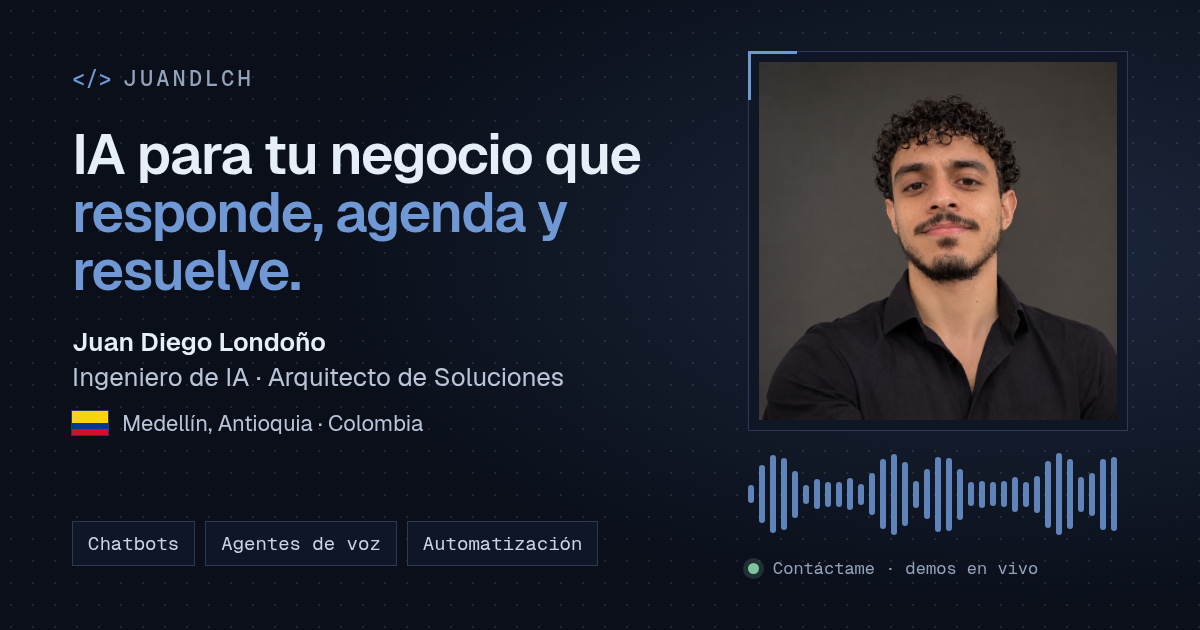 </> JUANDLCH
IA para tu negocio que
responde, agenda y
resuelve.
Juan Diego Londoño
Ingeniero de IA · Arquitecto de Soluciones
Medellín, Antioquia · Colombia
Chatbots
Agentes de voz
Automatización
Contáctame · demos en vivo